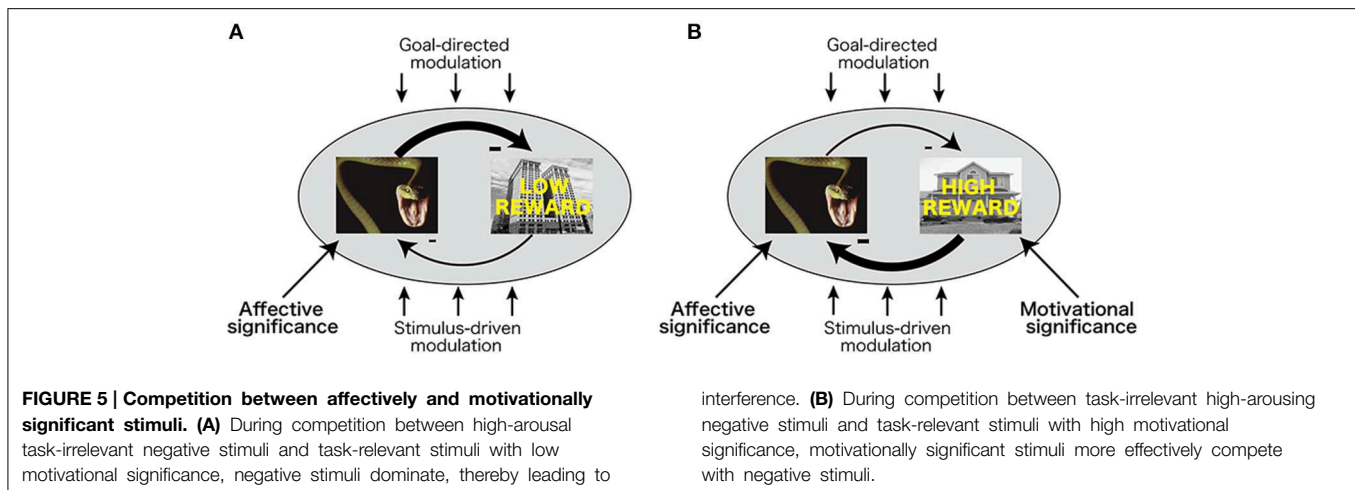 A
Goal-directed
modulation
LOW
REWARD
Affective
significance
Stimulus-driven
modulation
B
Goal-directed
modulation
HIGH
REWARD
Affective
significance
Stimulus-driven
modulation
Motivational
significance
FIGURE 5 | Competition between affectively and motivationally
significant stimuli. (A) During competition between high-arousal
task-irrelevant negative stimuli and task-relevant stimuli with low
motivational significance, negative stimuli dominate, thereby leading to
interference. (B) During competition between task-irrelevant high-arousing
negative stimuli and task-relevant stimuli with high motivational
significance, motivationally significant stimuli more effectively compete
with negative stimuli.